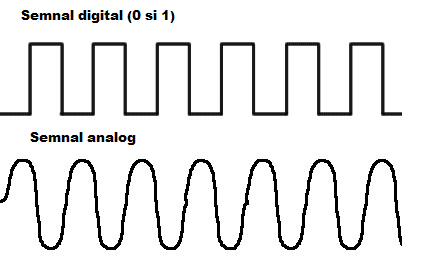 Semnal digital (0 si 1)
Semnal analog